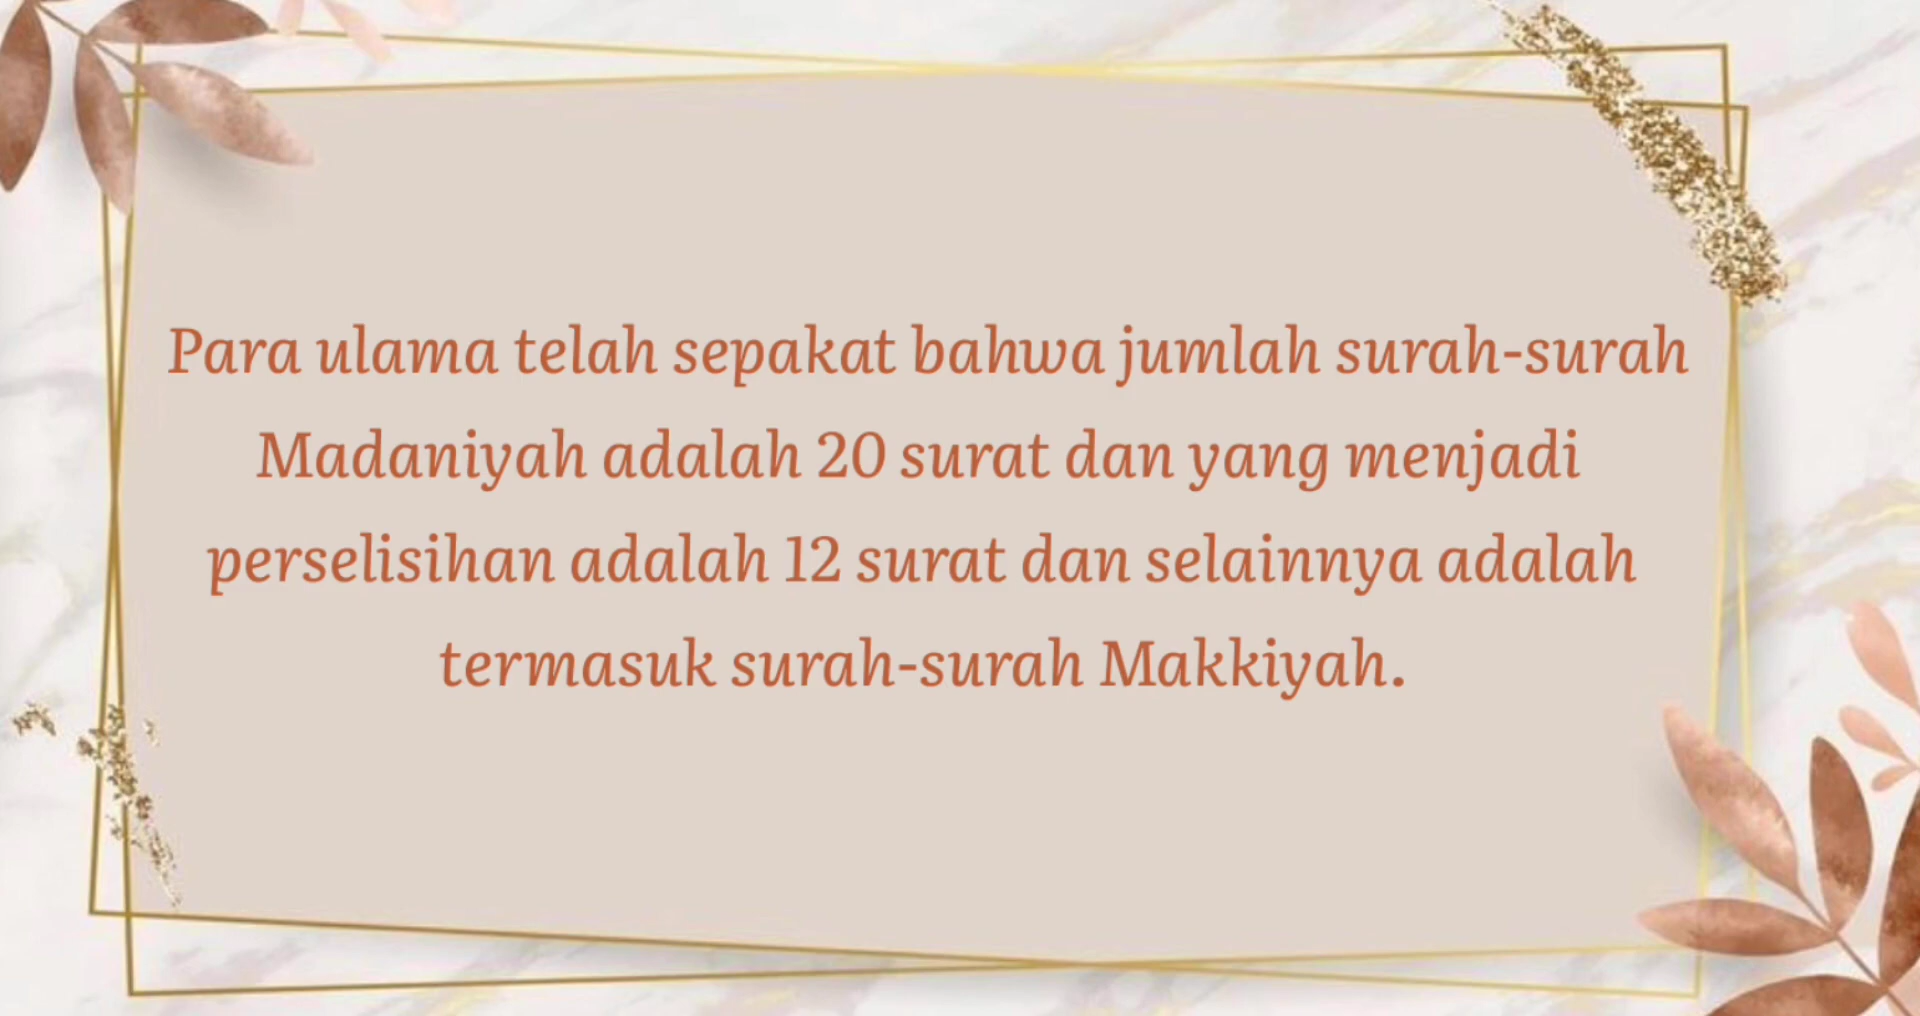 Para ulama telah sepakat bahwa jumlah surah-surah
Madaniyah adalah 20 surat dan yang menjadi
perselisihan adalah 12 surat dan selainnya adalah
termasuk surah-surah Makkiyah.